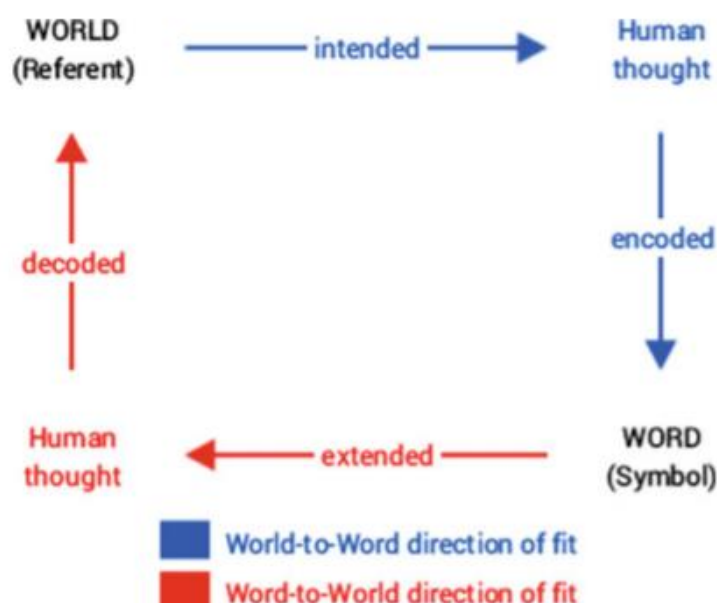 WORLD
(Referent)
intended
Human
thought
decoded
encoded
Human
thought
extended
WORD
(Symbol)
World-to-Word direction of fit
Word-to-World direction of fit